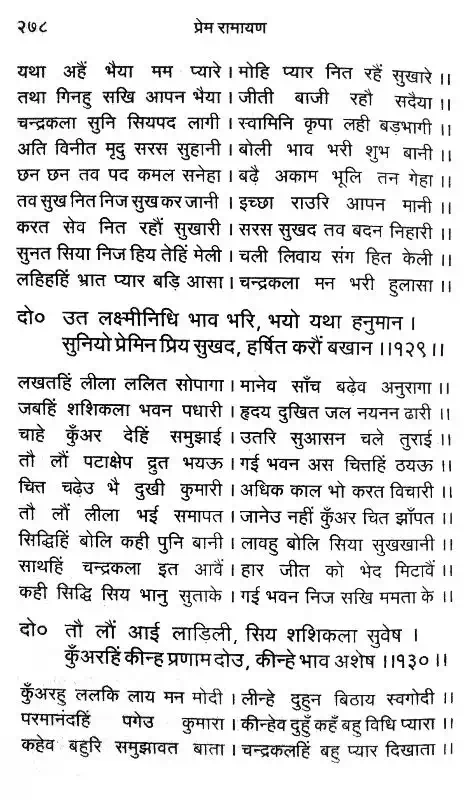 २७८ प्रेम रामायण
यथा अहैं भैया मम प्यारे । मोहि प्यार नित रहैं सुखारे ।।
तथा गिनहु सखि आपन भैया । जीती बाजी रहौ सदैया ।।
चन्द्रकला सुनि सियपद लागी । स्वामिनि कृपा लही बड़भागी ।।
अति विनीत मृदु सरस सुहानी । बोली भाव भरी शुभ बानी ।।
छन छन तव पद कमल सनेहा । बढ़ै अकाम भूलि तन गेहा ।।
तव सुख नित निज सुख कर जानी । इच्छा राउरि आपन मानी ।।
करत सेव नित रहौं सुखारी । सरस सुखद तव बदन निहारी ।।
सुनत सिया निज हिय तेहिं मेली । चली लिवाय संग हित केली ।।
लहिहहिं भ्रात प्यार बड़ि आसा । चन्द्रकला मन भरी हुलासा ।।
दो० उत लक्ष्मीनिधि भाव भरि, भयो यथा हनुमान ।
सुनियो प्रेमिन प्रिय सुखद, हर्षित करौं बखान ।।१२९।।
लखतहिं लीला ललित सोपागा । मानेव साँच बढ़ेव अनुरागा ।।
जबहिं शशिकला भवन पधारी । हृदय दुखित जल नयनन ढारी ।।
चाहे कुँअर देहिं समुझाई । उतरि सुआसन चले तुराई ।।
तौ लौं पटाक्षेप द्रुत भयऊ । गई भवन अस चित्तहिं ठयऊ ।।
चित्त चढ़ेउ भै दुखी कुमारी । अधिक काल भो करत विचारी ।।
तौ लौं लीला भई समापत । जानेउ नहीं कुँअर चित झाँपत ।।
सिद्धिहिं बोलि कही पुनि बानी । लावहु बोलि सिया सुखखानी ।।
साथहिं चन्द्रकला इत आवैं । हार जीत को भेद मिटावैं ।।
कही सिद्धि सिय भानु सुताके । गई भवन निज सखि ममता के ।।
दो० तौ लौं आई लाड़िली, सिय शशिकला सुवेष ।
कुँअरहिं कीन्ह प्रणाम दोउ, कीन्हे भाव अशेष ।।१३०।।
कुँअरहु ललकि लाय मन मोदी । लीन्हे दुहुन बिठाय स्वगोदी ।।
परमानंदहिं पगेउ कुमारा । कीन्हेव दुहुँ कहँ बहु विधि प्यारा ।।
कहेव बहुरि समुझावत बाता । चन्द्रकलहिं बहु प्यार दिखाता ।।